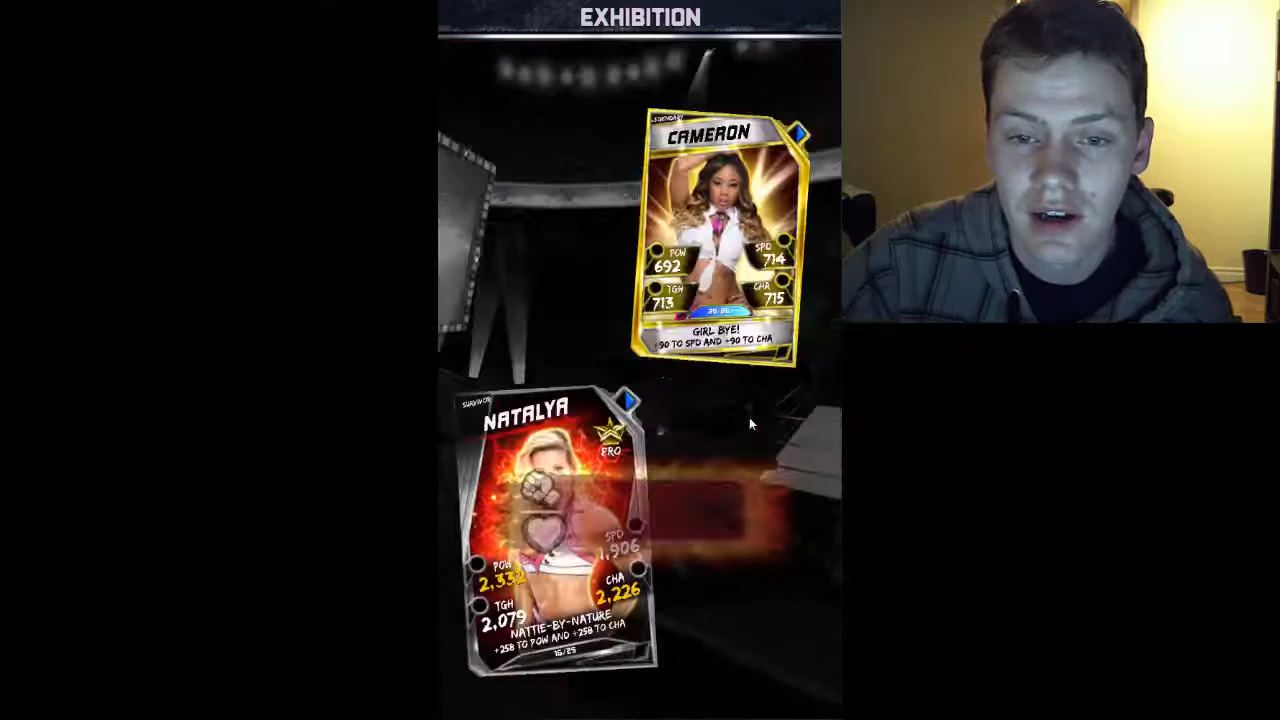 EXHIBITION
LEGENDARY
CAMERON
POW
692
SPD
714
TGH
713
CHA
715
GIRL BYE!
+90 TO SPD AND +90 TO CHA
SURVIVOR
NATALYA
PRO
POW
2,332
SPD
1,906
TGH
2,079
CHA
2,226
NATTIE-BY-NATURE
+258 TO POW AND +258 TO CHA